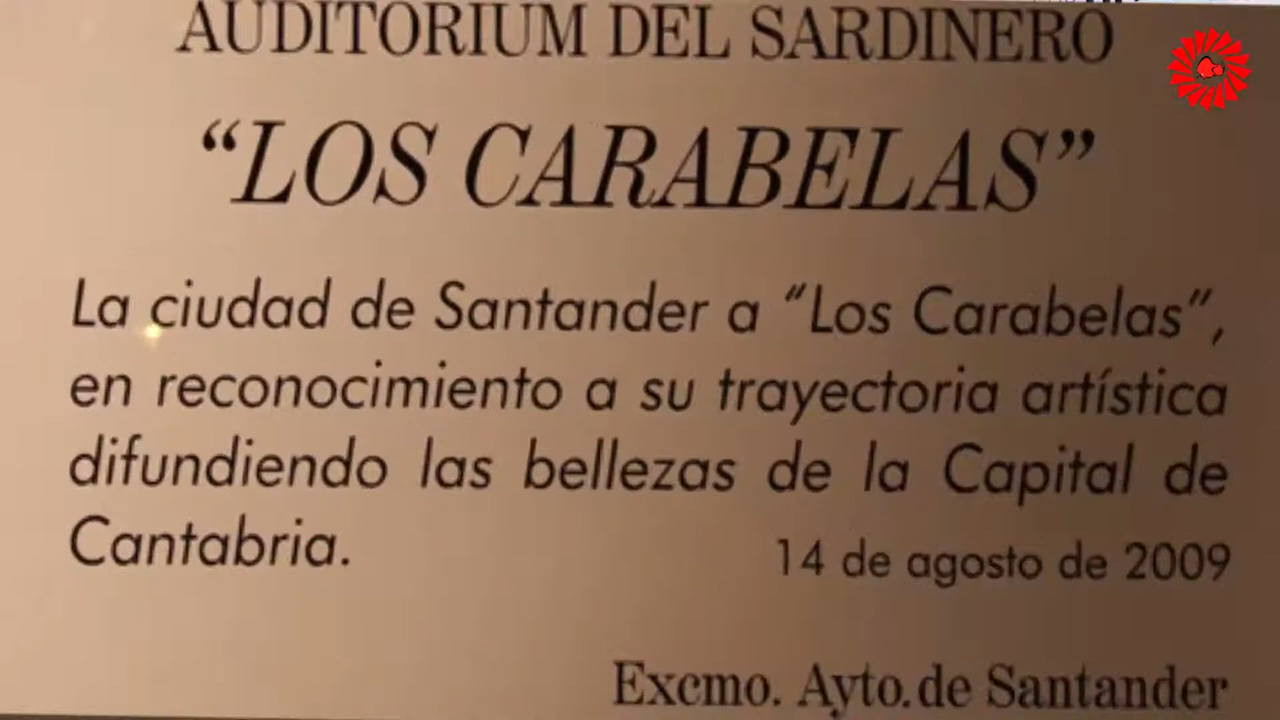 AUDITORIUM DEL SARDINERO
“LOS CARABELAS”
La ciudad de Santander a “Los Carabelas”,
en reconocimiento a su trayectoria artística
difundiendo las bellezas de la Capital de
Cantabria.
14 de agosto de 2009
Excmo. Ayto.de Santander